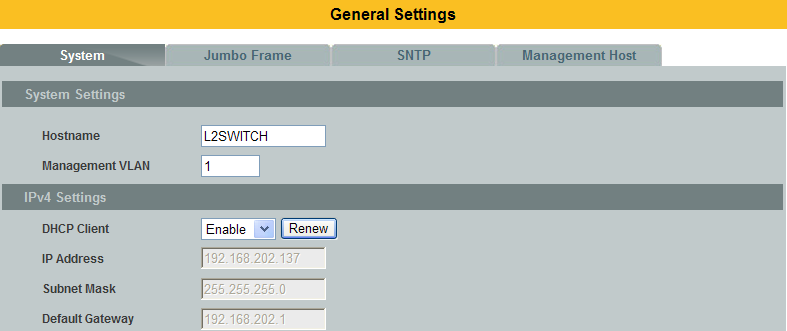 General Settings
System Jumbo Frame SNTP Management Host
System Settings
Hostname L2SWITCH
Management VLAN 1
IPv4 Settings
DHCP Client Enable Renew
IP Address 192.168.202.137
Subnet Mask 255.255.255.0
Default Gateway 192.168.202.1